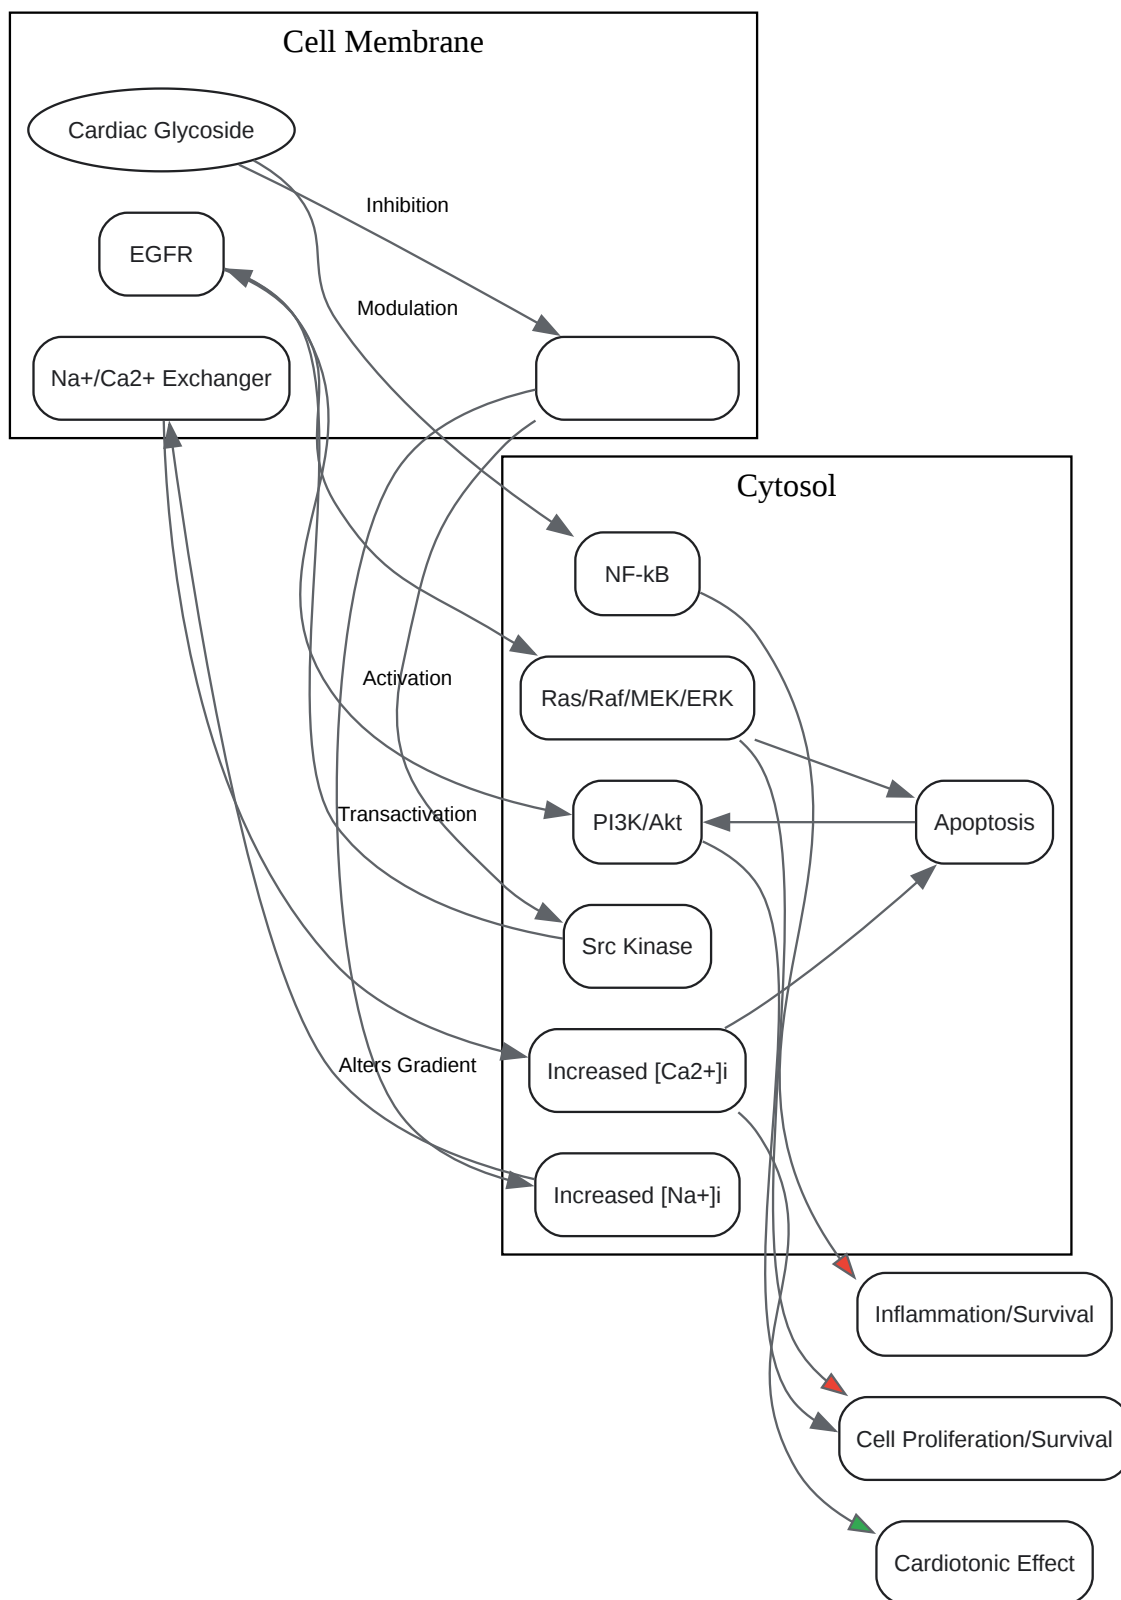 Cell Membrane
Cardiac Glycoside
Inhibition
EGFR
Modulation
Na+/Ca2+ Exchanger
Cytosol
NF-kB
Activation
Ras/Raf/MEK/ERK
Transactivation
PI3K/Akt
Apoptosis
Src Kinase
Alters Gradient
Increased [Ca2+]i
Increased [Na+]i
Inflammation/Survival
Cell Proliferation/Survival
Cardiotonic Effect